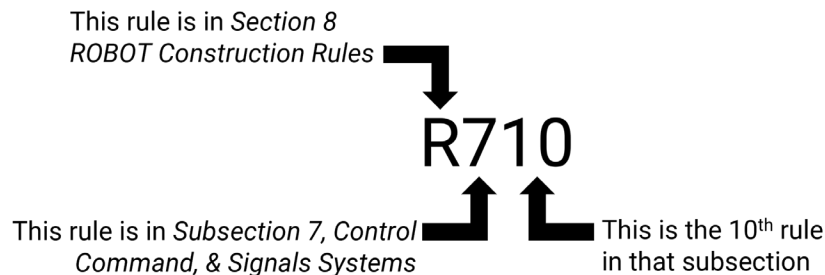 This rule is in Section 8
ROBOT Construction Rules
R710
This rule is in Subsection 7, Control
Command, & Signals Systems
This is the 10th rule
in that subsection